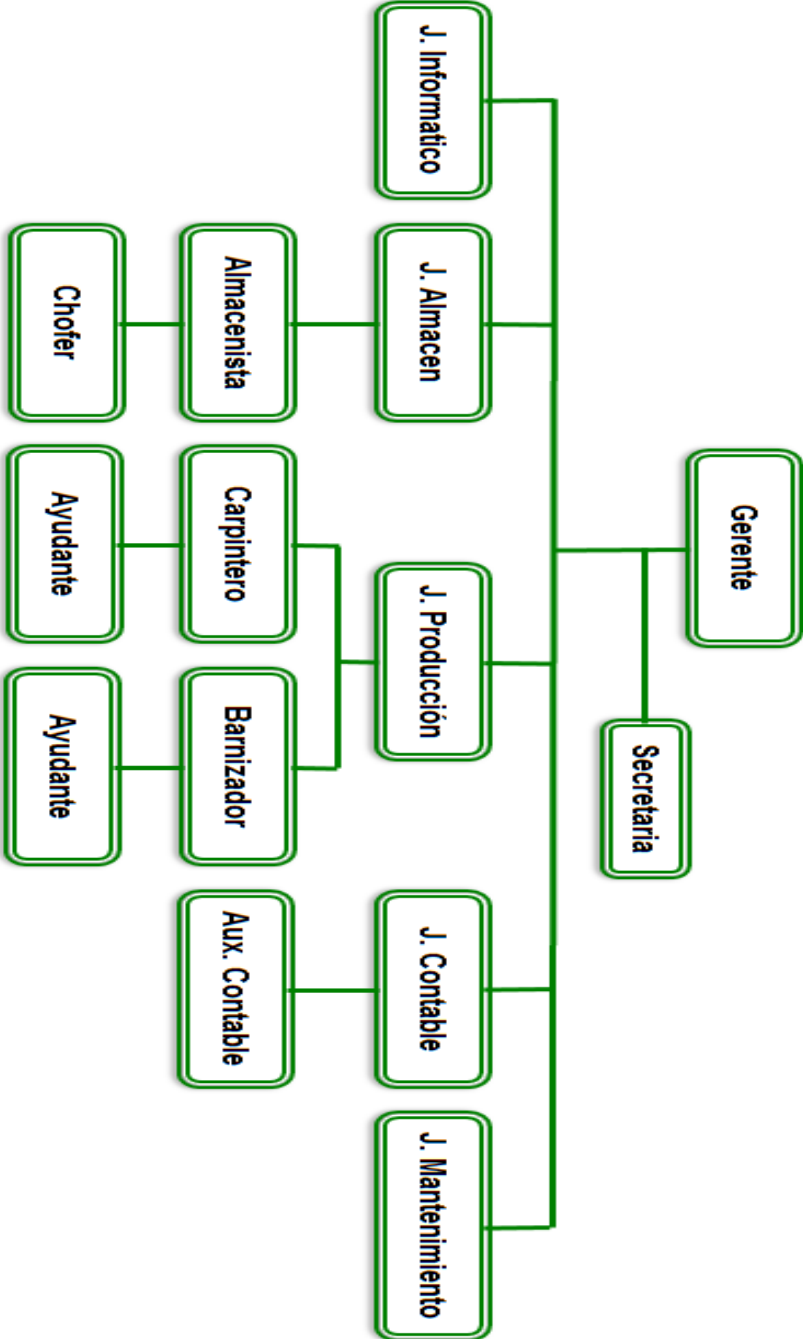 Gerente
Secretaria
J. Informatico
J. Almacen
J. Producción
J. Contable
J. Mantenimiento
Almacenista
Carpintero
Barnizador
Aux. Contable
Chofer
Ayudante
Ayudante